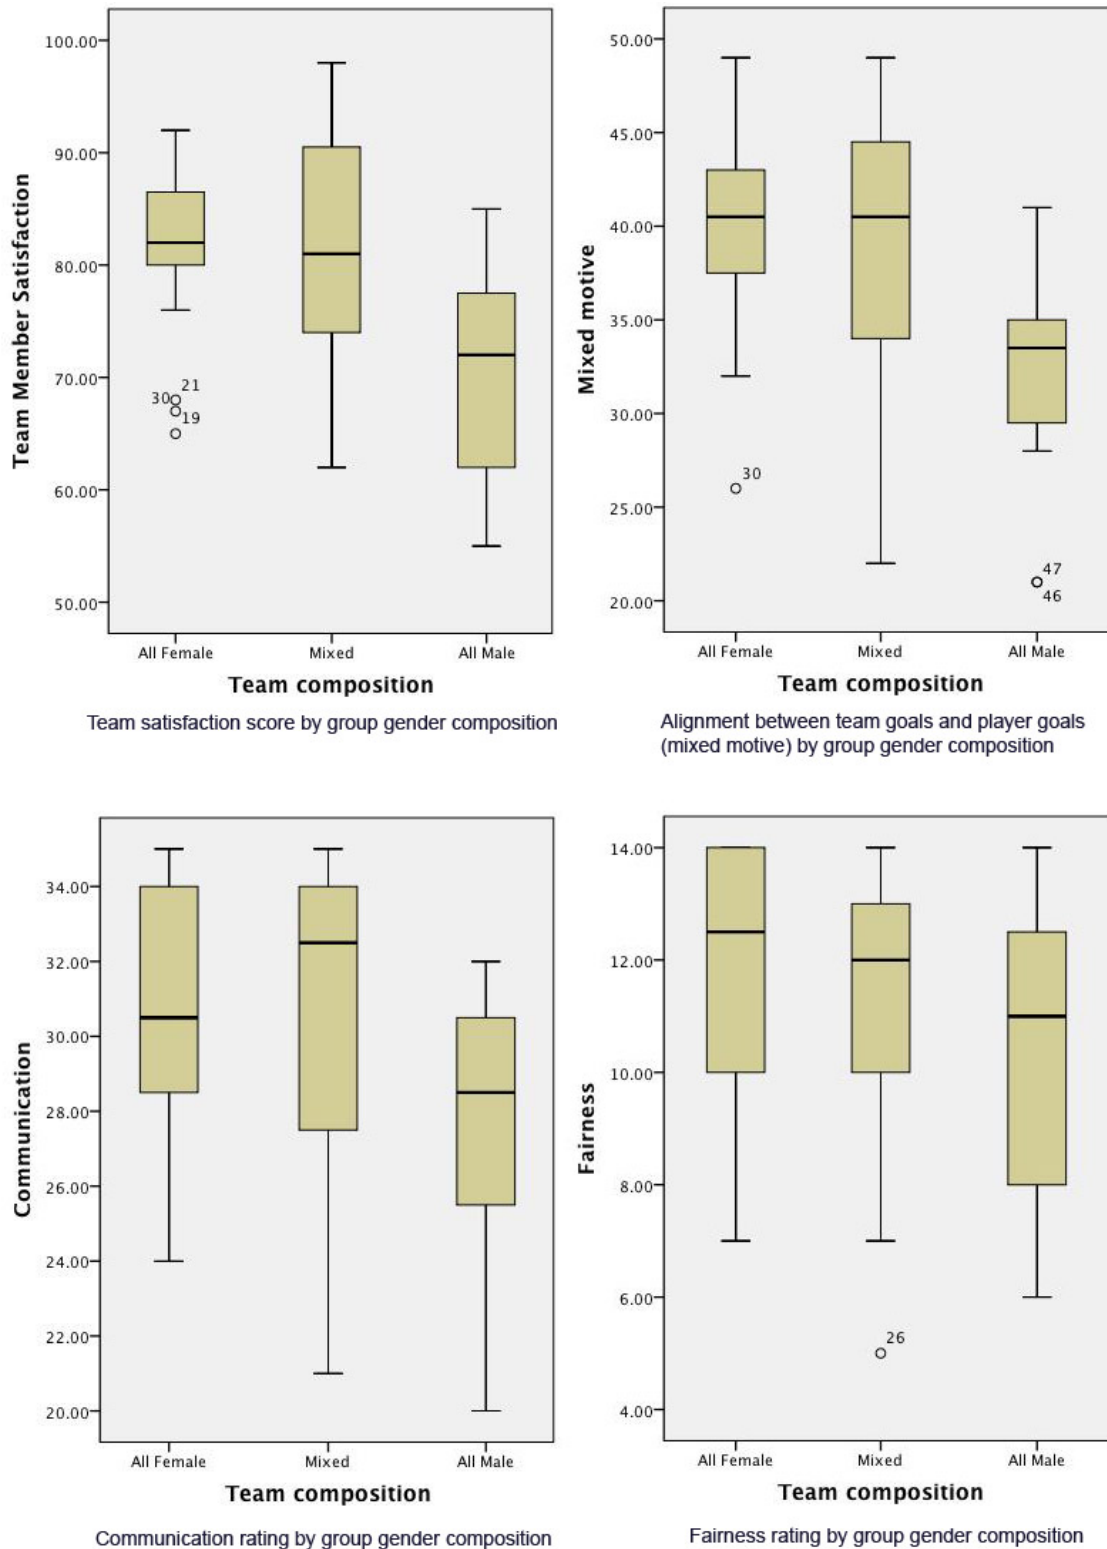 100.00
90.00
80.00
70.00
60.00
50.00
Team Member Satisfaction
21
30
19
All Female Mixed All Male
Team composition
Team satisfaction score by group gender composition
50.00
45.00
40.00
35.00
30.00
25.00
20.00
Mixed motive
30
47
46
All Female Mixed All Male
Team composition
Alignment between team goals and player goals
(mixed motive) by group gender composition
34.00
32.00
30.00
28.00
26.00
24.00
22.00
20.00
Communication
All Female Mixed All Male
Team composition
Communication rating by group gender composition
14.00
12.00
10.00
8.00
6.00
4.00
Fairness
26
All Female Mixed All Male
Team composition
Fairness rating by group gender composition